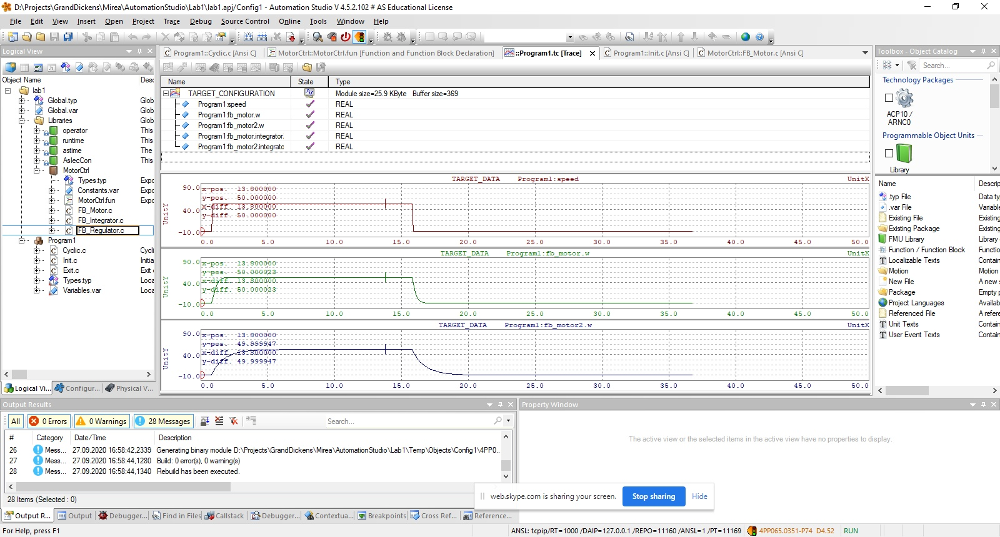 D:\Projects\GrandDickens\Mirea\AutomationStudio\Lab1\lab1.apj/Config1 - Automation Studio V 4.5.2.102 # AS Educational License
File Edit View Insert Open Project Trace Debug Source Control Online Tools Window Help
Logical View
Object Name Desc
lab1
Global.typ Glob
Global.var Glob
Libraries Glob
operator This
runtime This
astime The
AslecCon This
MotorCtrl
Types.typ Expo
Constants.var Expo
MotorCtrl.fun Expo
FB_Motor.c
FB_Integrator.c
FB_Regulator.c
Program1
Cyclic.c Cycli
Init.c Initia
Exit.c Exit
Types.typ Loca
Variables.var Loca
Logical Vi... Configur... Physical V...
Program1::Cyclic.c [Ansi C] MotorCtrl::MotorCtrl.fun [Function and Function Block Declaration] ::Program1.tc [Trace] Program1::Init.c [Ansi C] MotorCtrl::FB_Motor.c [Ansi C]
Name State Type
TARGET_CONFIGURATION Module size=25.9 KByte Buffer size=369
Program1:speed REAL
Program1:fb_motor.w REAL
Program1:fb_motor2.w REAL
Program1:fb_motor.integrator. REAL
Program1:fb_motor2.integrato REAL
TARGET_DATA Program1:speed UnitX
UnitY
90.0
40.0
-10.0
x-pos. 13.800000
y-pos. 50.000000
x-diff. 13.800000
y-diff. 50.000000
0.0 5.0 10.0 15.0 20.0 25.0 30.0 35.0 40.0 45.0 50.0
TARGET_DATA Program1:fb_motor.w UnitX
UnitY
90.0
40.0
-10.0
x-pos. 13.800000
y-pos. 50.000023
x-diff. 13.800000
y-diff. 50.000023
0.0 5.0 10.0 15.0 20.0 25.0 30.0 35.0 40.0 45.0 50.0
TARGET_DATA Program1:fb_motor2.w UnitX
UnitY
90.0
40.0
-10.0
x-pos. 13.800000
y-pos. 49.999947
x-diff. 13.800000
y-diff. 49.999947
0.0 5.0 10.0 15.0 20.0 25.0 30.0 35.0 40.0 45.0 50.0
Toolbox - Object Catalog
Search...
Technology Packages
ACP10 /
ARNC0
Programmable Object Units
Library
Name Descrip
.typ File Data ty
.var File Variable
Existing File Existing
Existing Package Existing
FMU Library Library
Function / Function Block Functio
Localizable Texts Contain
Motion Motion
New File A new s
Package Empty p
Project Languages Availab
Referenced File A refere
Unit Texts Contain
User Event Texts Contain
Output Results
All 0 Errors 0 Warnings 28 Messages Search...
# Category Date/Time Description
26 Mess... 27.09.2020 16:58:42,2339 Generating binary module D:\Projects\GrandDickens\Mirea\AutomationStudio\Lab1\Temp\Objects\Config1\4PP0..
27 Mess... 27.09.2020 16:58:44,1280 Build: 0 error(s), 0 warning(s)
28 Mess... 27.09.2020 16:58:44,1340 Rebuild has been executed.
28 Items (Selected : 0)
Output R... Output Debugger... Find in Files Callstack Debugger... Contextua... Breakpoints Cross Ref... Reference...
Property Window
The active view or the selected items in the active view have no properties to display.
web.skype.com is sharing your screen. Stop sharing Hide
For Help, press F1 ANSL: tcpip/RT=1000 /DAIP=127.0.0.1 /REPO=11160 /ANSL=1 /PT=11169 4PP065.0351-P74 D4.52 RUN